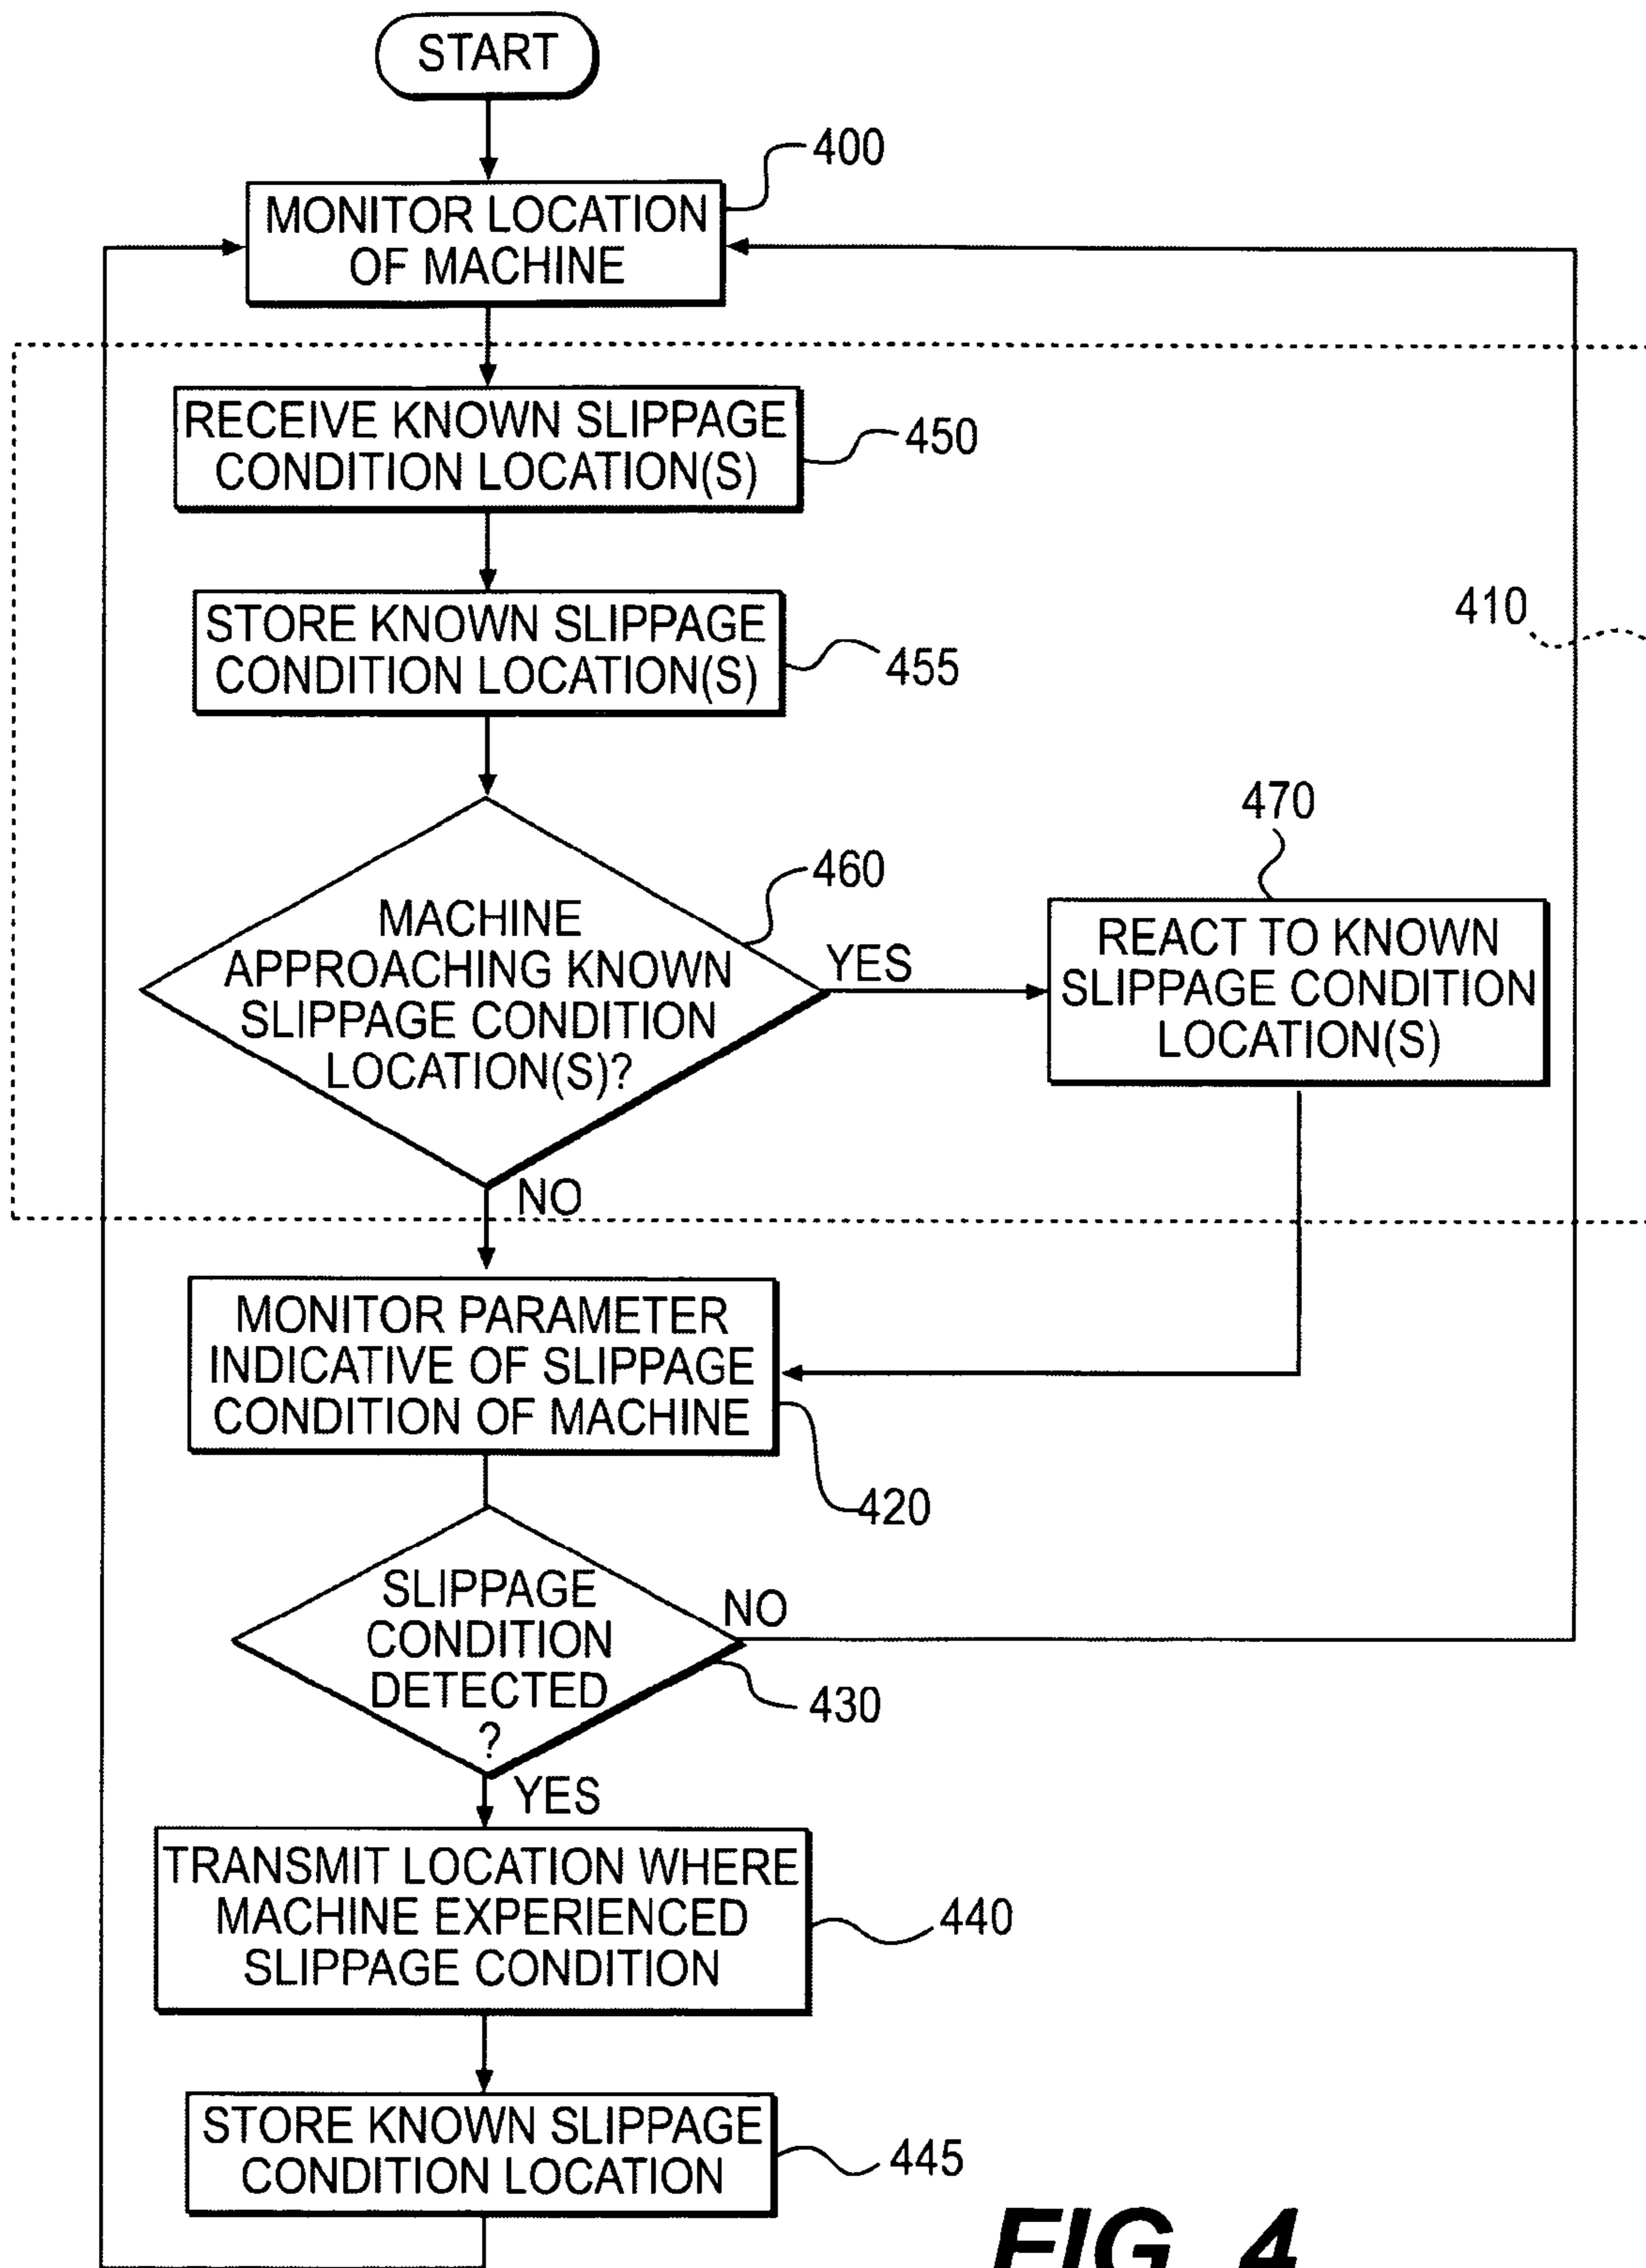 START
400
MONITOR LOCATION
OF MACHINE
RECEIVE KNOWN SLIPPAGE
CONDITION LOCATION(S)
450
STORE KNOWN SLIPPAGE
CONDITION LOCATION(S)
455
410
470
460
MACHINE
APPROACHING KNOWN
SLIPPAGE CONDITION
LOCATION(S)?
YES
REACT TO KNOWN
SLIPPAGE CONDITION
LOCATION(S)
NO
MONITOR PARAMETER
INDICATIVE OF SLIPPAGE
CONDITION OF MACHINE
420
SLIPPAGE
CONDITION
DETECTED
?
NO
430
YES
TRANSMIT LOCATION WHERE
MACHINE EXPERIENCED
SLIPPAGE CONDITION
440
STORE KNOWN SLIPPAGE
CONDITION LOCATION
445
FIG. 4